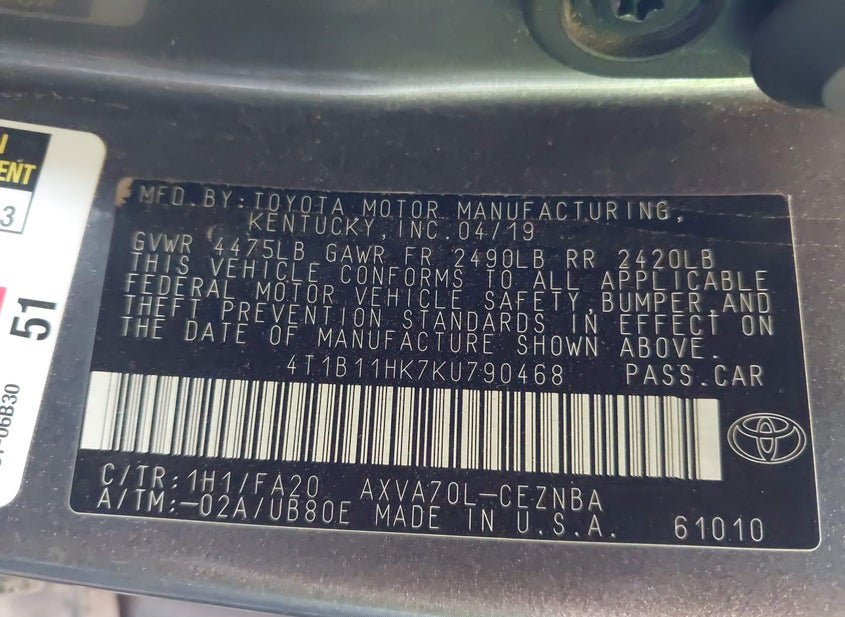 MFD. BY: TOYOTA MOTOR MANUFACTURING,
KENTUCKY, INC. 04/19
GVWR 4475LB GAWR FR 2490LB RR 2420LB
THIS VEHICLE CONFORMS TO ALL APPLICABLE
FEDERAL MOTOR VEHICLE SAFETY, BUMPER, AND
THEFT PREVENTION STANDARDS IN EFFECT ON
THE DATE OF MANUFACTURE SHOWN ABOVE.
4T1B11HK7KU790468 PASS. CAR
C/TR: 1H1/FA20 AXVA70L-CEZNBA
A/TM: -02A/UB80E MADE IN U.S.A. 61010
3
51
06B30